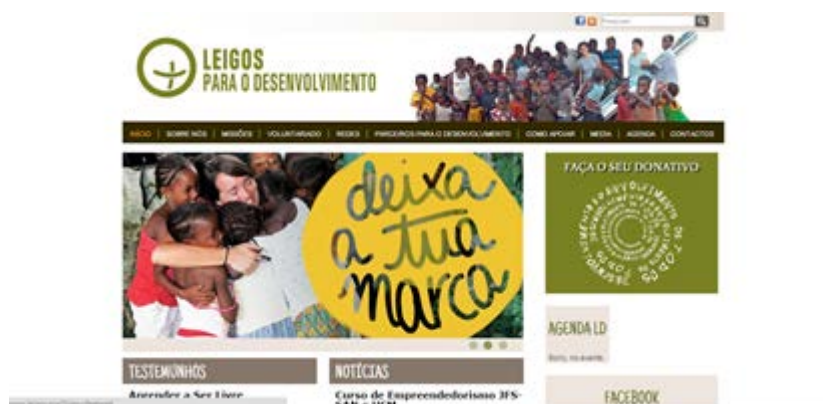 LEIGOS
PARA O DESENVOLVIMENTO
INÍCIO | SOBRE NÓS | MISSÕES | VOLUNTARIADO | REDES | PARCEIROS PARA O DESENVOLVIMENTO | COMO APOIAR | MEDIA | AGENDA | CONTACTOS
deixa
a tua
marca
FAÇA O SEU DONATIVO
AGENDA LD
TESTEMUNHOS
Aprender a Ser Livre
NOTÍCIAS
Curso de Empreendedorismo JFS-
FACEBOOK